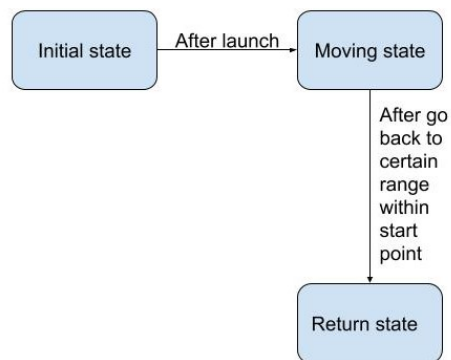 Initial state
After launch
Moving state
After go
back to
certain
range
within
start
point
Return state